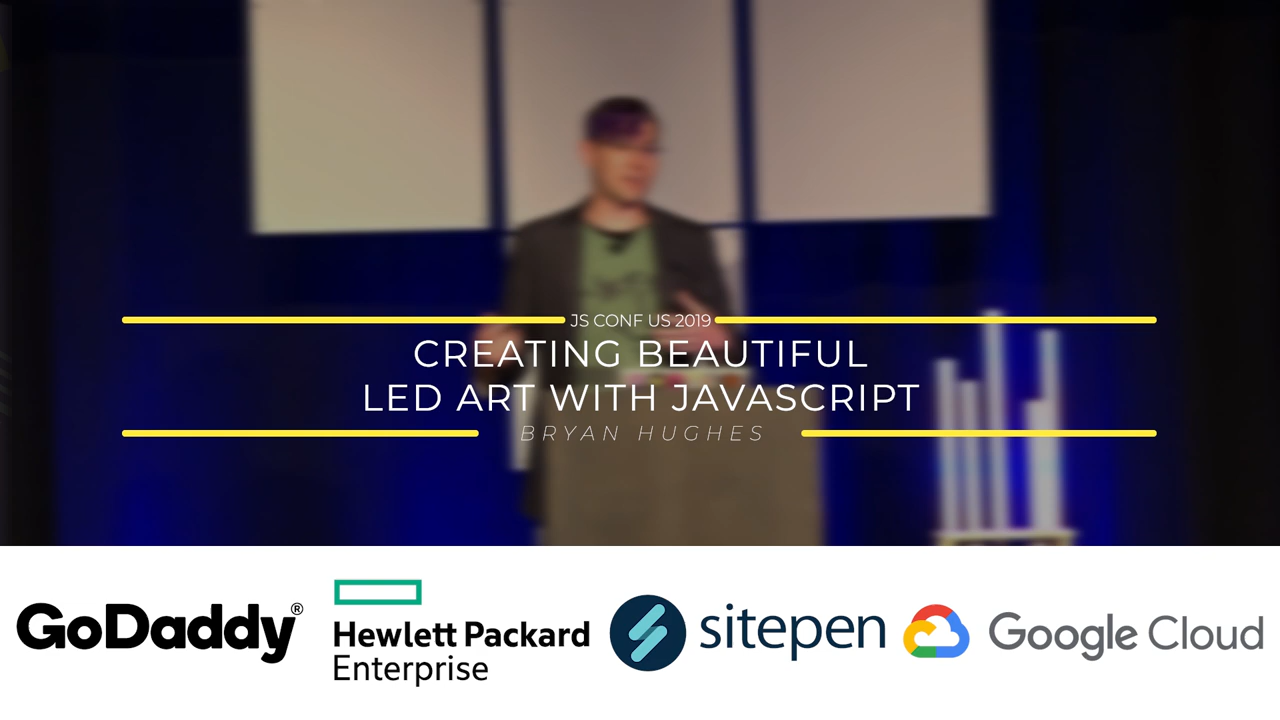 JS CONF US 2019
CREATING BEAUTIFUL
LED ART WITH JAVASCRIPT
BRYAN HUGHES
GoDaddy®
Hewlett Packard
Enterprise
sitepen
Google Cloud